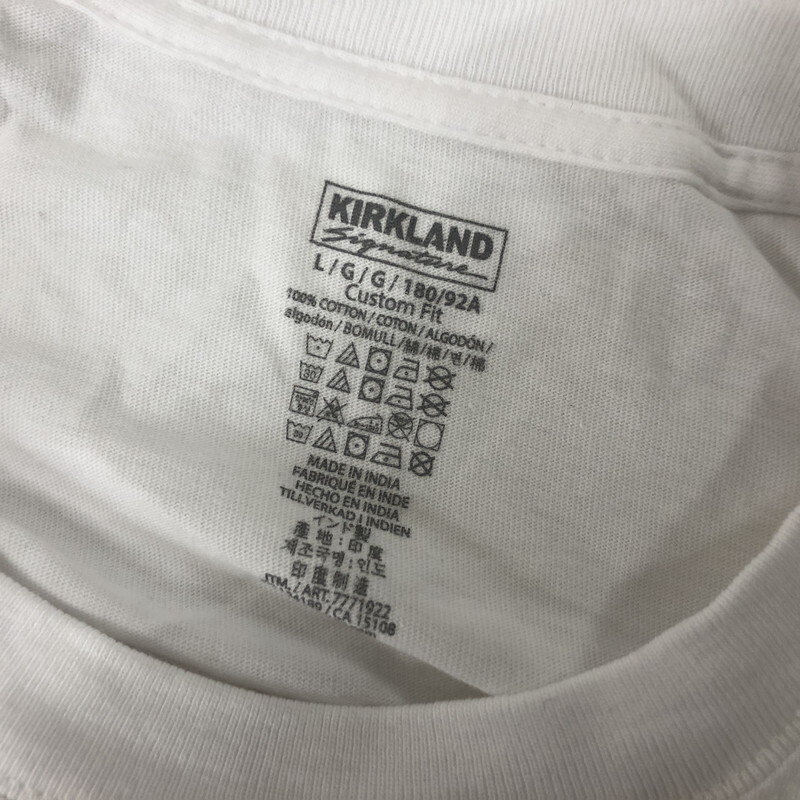 KIRKLAND
Signature
L / G / G / 180/92A
Custom Fit
100% COTTON / COTON / ALGODÓN /
algodón / BOMULL / 綿 / 棉 / 면 / 棉
30
MADE IN INDIA
FABRIQUÉ EN INDE
HECHO EN INDIA
TILLVERKAD I INDIEN
インド製
產地 : 印度
제조국명 : 인도
印度制造
ITM. / ART. 7771922
/ CA 15108